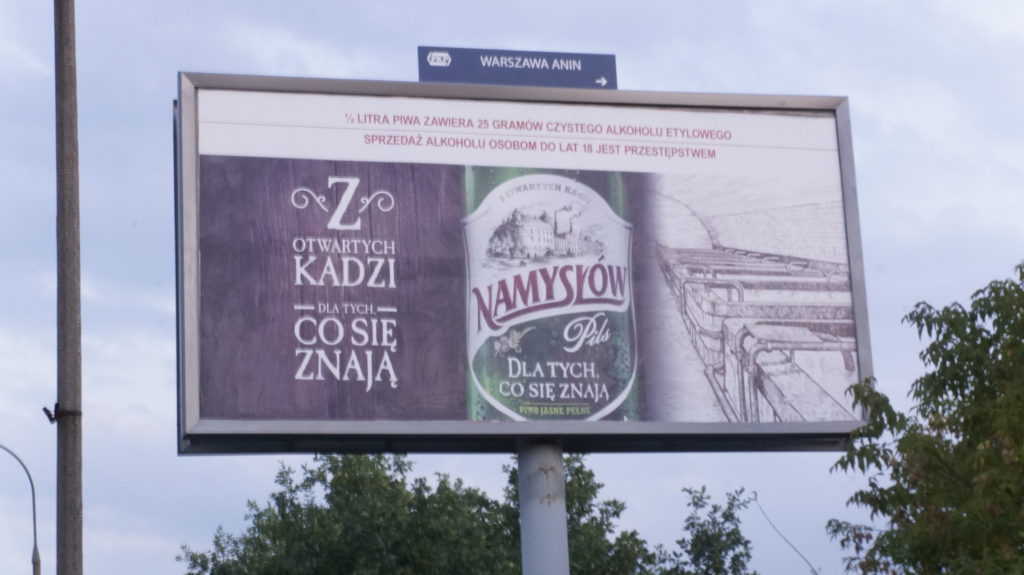 PKP WARSZAWA ANIN
½ LITRA PIWA ZAWIERA 25 GRAMÓW CZYSTEGO ALKOHOLU ETYLOWEGO
SPRZEDAŻ ALKOHOLU OSOBOM DO LAT 18 JEST PRZESTĘPSTWEM
Z
OTWARTYCH
KADZI
DLA TYCH,
CO SIĘ
ZNAJĄ
Z OTWARTYCH KADZI
NAMYSŁÓW
Pils
DLA TYCH,
CO SIĘ ZNAJĄ
PIWO JASNE PEŁNE